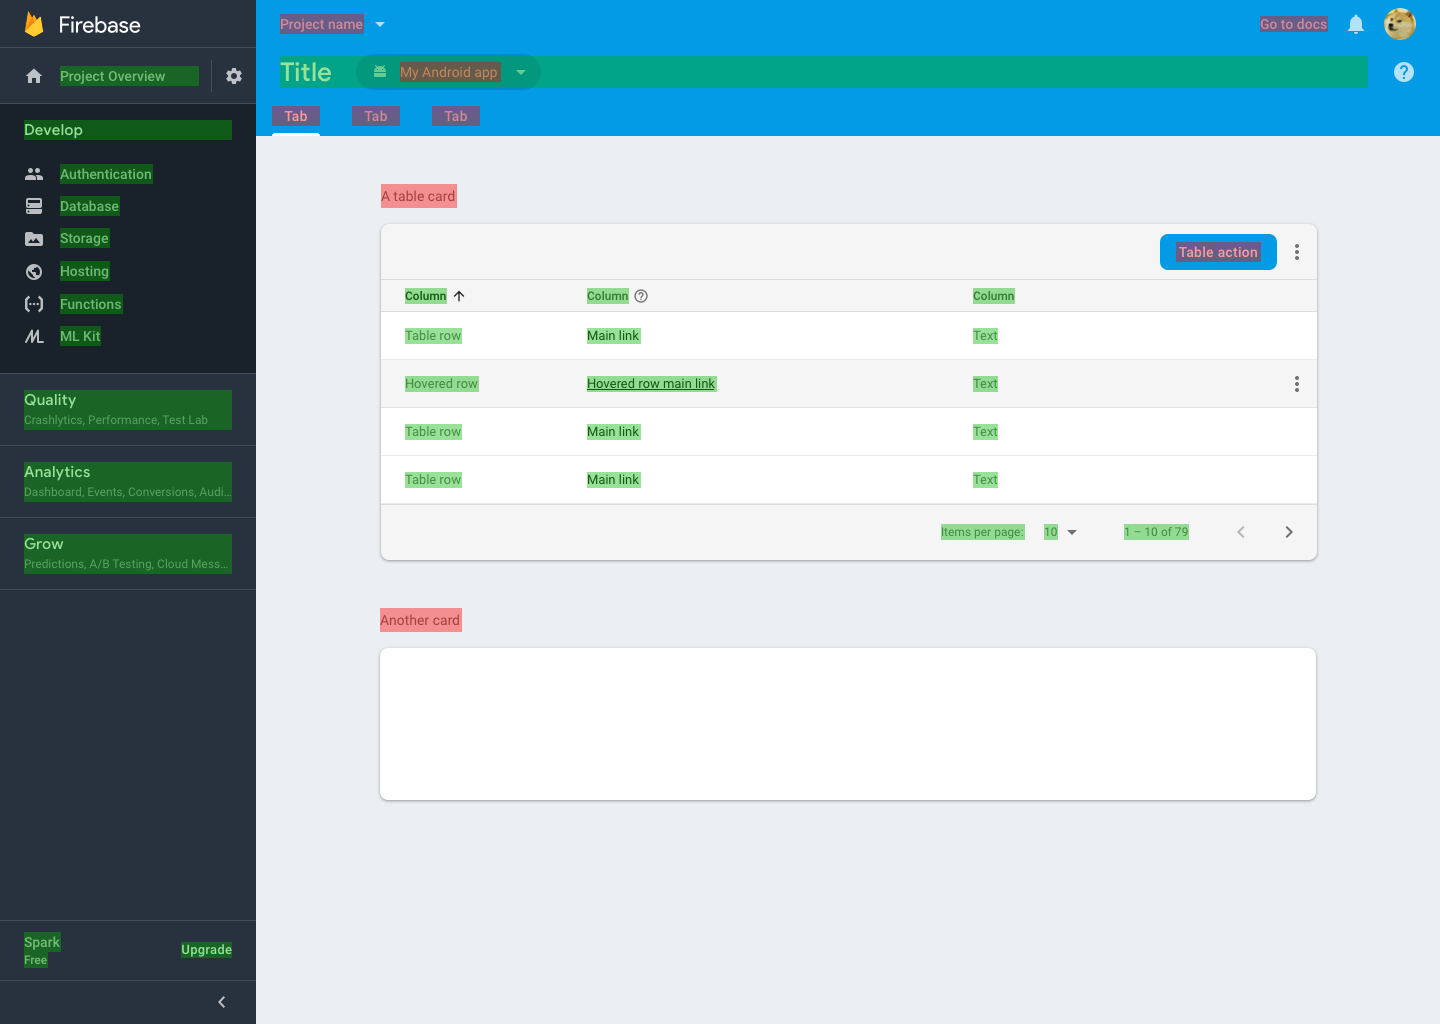 Firebase
Project name
Go to docs
Project Overview
Title
My Android app
Tab Tab Tab
Develop
Authentication
Database
Storage
Hosting
Functions
ML Kit
Quality
Crashlytics, Performance, Test Lab
Analytics
Dashboard, Events, Conversions, Audi...
Grow
Predictions, A/B Testing, Cloud Mess...
Spark
Free
Upgrade
A table card
Table action
Column Column Column
Table row Main link Text
Hovered row Hovered row main link Text
Table row Main link Text
Table row Main link Text
Items per page: 10 1 – 10 of 79
Another card